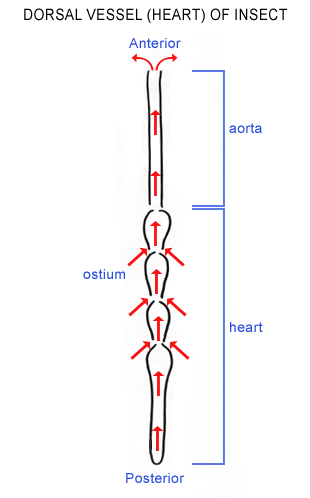 DORSAL VESSEL (HEART) OF INSECT
Anterior
aorta
ostium
heart
Posterior